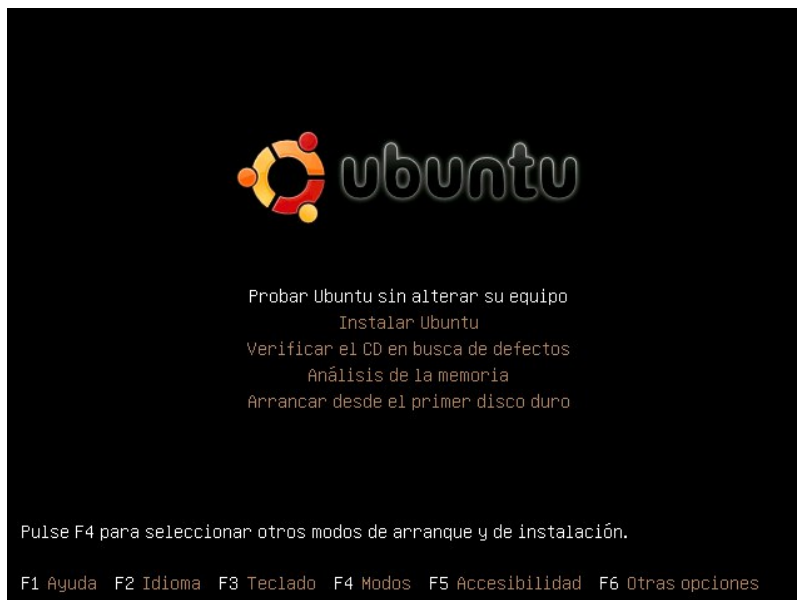 ubuntu
Probar Ubuntu sin alterar su equipo
Instalar Ubuntu
Verificar el CD en busca de defectos
Análisis de la memoria
Arrancar desde el primer disco duro
Pulse F4 para seleccionar otros modos de arranque y de instalación.
F1 Ayuda F2 Idioma F3 Teclado F4 Modos F5 Accesibilidad F6 Otras opciones